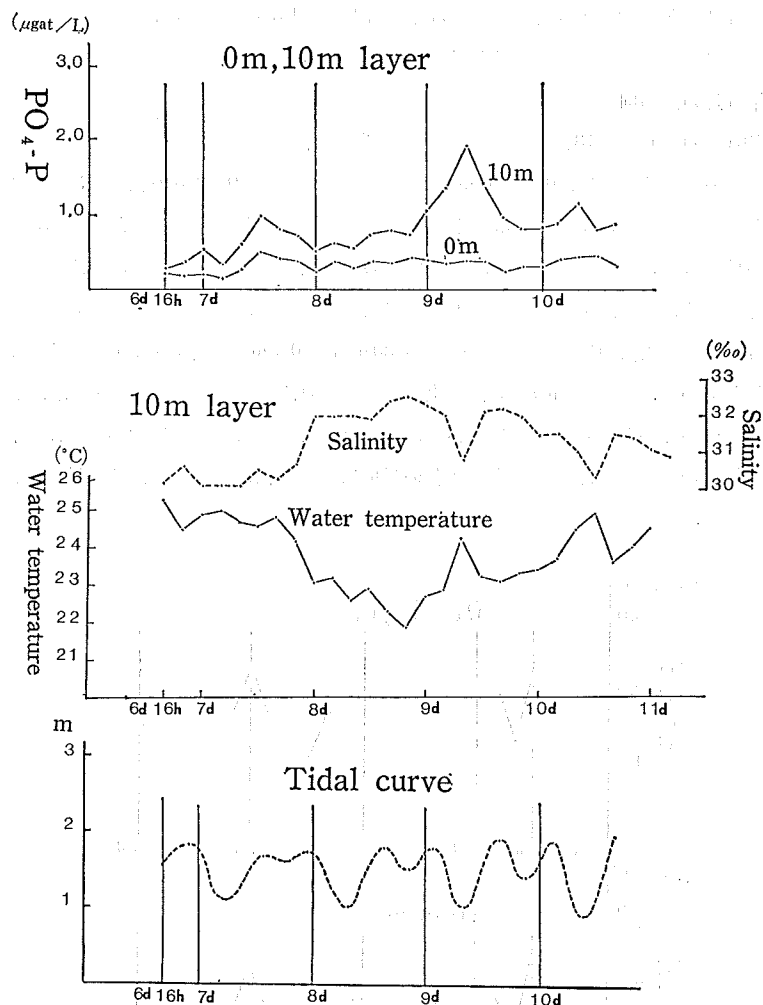 (μgat/L)
3,0
0m,10m layer
PO4-P
2,0
10m
1,0
0m
6d 16h 7d 8d 9d 10d
(‰)
33
10m layer
32
Salinity
Salinity
31
(°C)
30
26
Water temperature
25
Water temperature
24
23
22
21
6d 16h 7d 8d 9d 10d 11d
m
3
Tidal curve
2
1
6d 16h 7d 8d 9d 10d